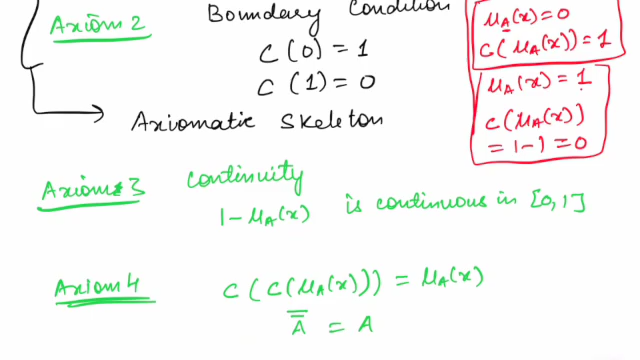 Axiom 2 Boundary Condition
c(0) = 1
c(1) = 0
Axiomatic Skeleton
μA(x) = 0
c(μA(x)) = 1
μA(x) = 1
c(μA(x))
= 1 - 1 = 0
Axiom 3 Continuity
1 - μA(x) is continuous in [0, 1]
Axiom 4 c(c(μA(x))) = μA(x)
A̿ = A